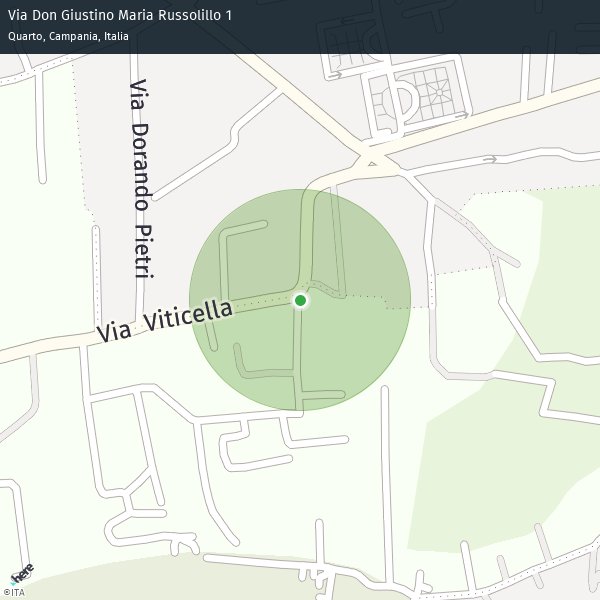 Via Don Giustino Maria Russolillo 1
Quarto, Campania, Italia
Via Dorando Pietri
Via Viticella
here
©ITA